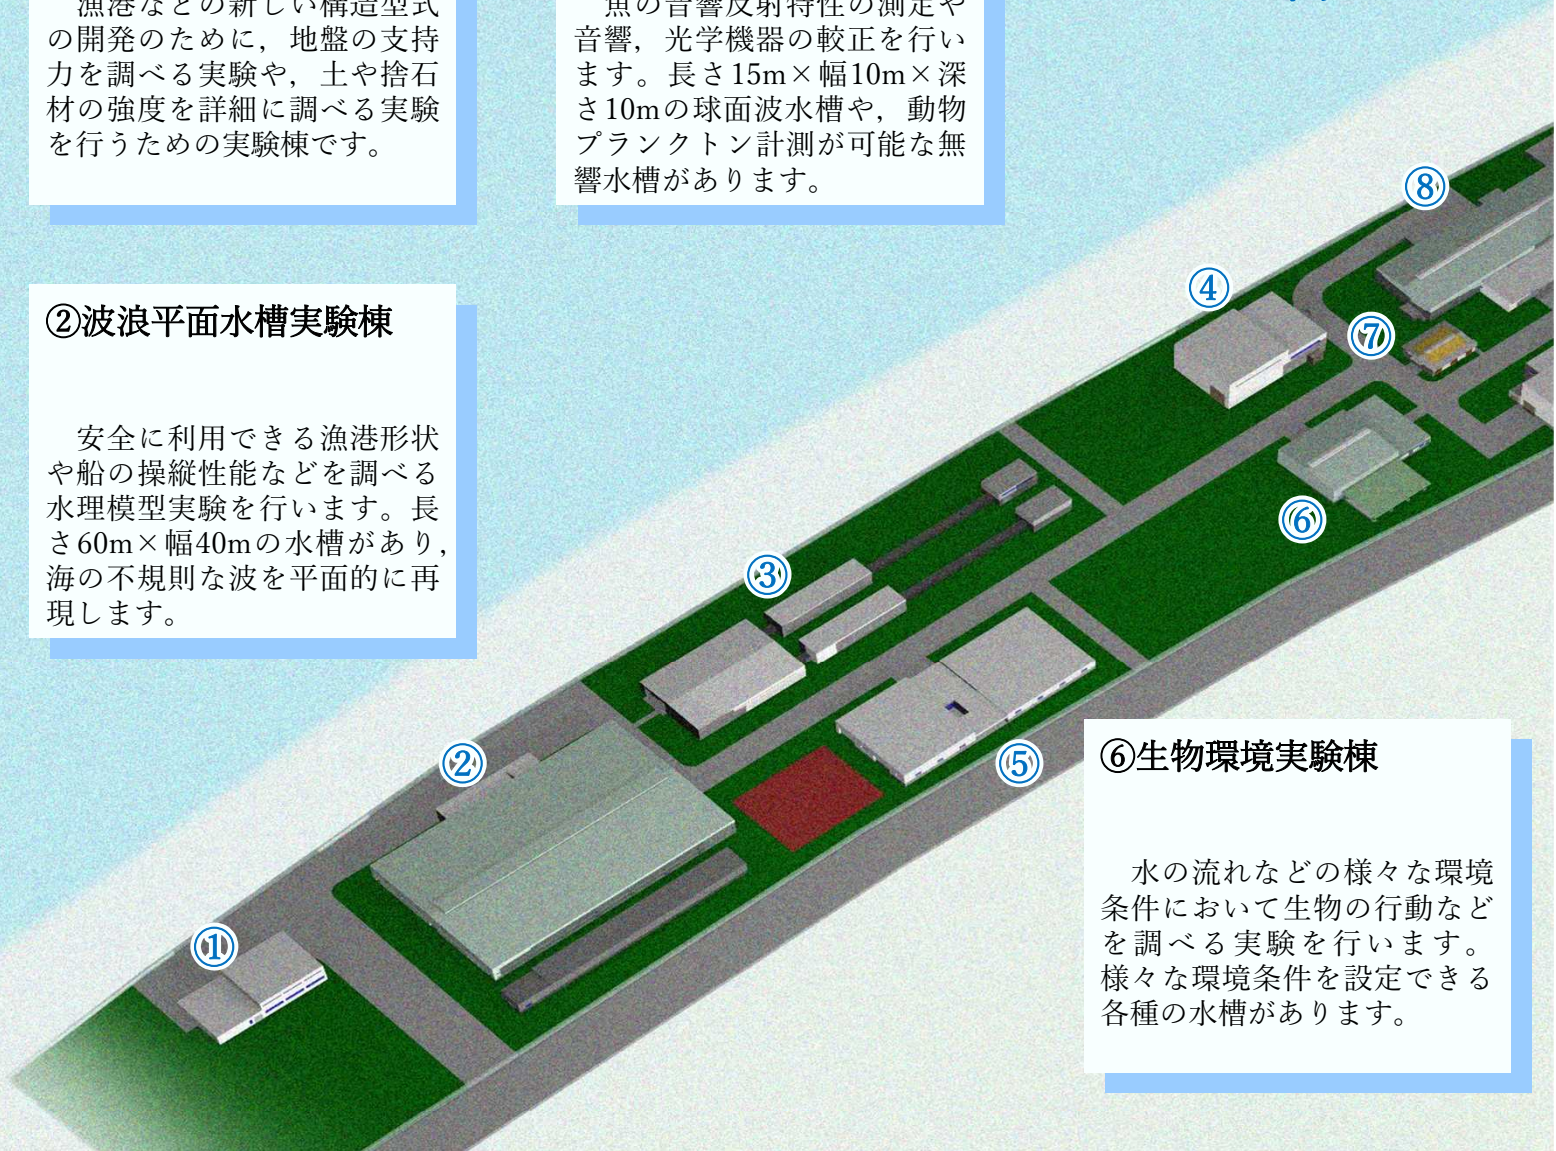 漁港などの新しい構造型式
の開発のために，地盤の支持
力を調べる実験や，土や捨石
材の強度を詳細に調べる実験
を行うための実験棟です。
魚の音響反射特性の測定や
音響，光学機器の較正を行い
ます。長さ15m×幅10m×深
さ10mの球面波水槽や，動物
プランクトン計測が可能な無
響水槽があります。
②波浪平面水槽実験棟
安全に利用できる漁港形状
や船の操縦性能などを調べる
水理模型実験を行います。長
さ60m×幅40mの水槽があり，
海の不規則な波を平面的に再
現します。
⑧
④
⑦
⑥
③
②
⑤
①
⑥生物環境実験棟
水の流れなどの様々な環境
条件において生物の行動など
を調べる実験を行います。
様々な環境条件を設定できる
各種の水槽があります。